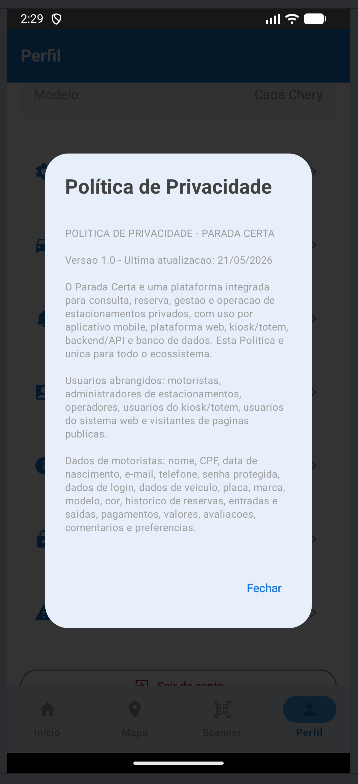 2:29
Perfil
Modelo: Caoa Chery
Política de Privacidade
POLITICA DE PRIVACIDADE - PARADA CERTA
Versao 1.0 - Ultima atualizacao: 21/05/2026
O Parada Certa e uma plataforma integrada
para consulta, reserva, gestao e operacao de
estacionamentos privados, com uso por
aplicativo mobile, plataforma web, kiosk/totem,
backend/API e banco de dados. Esta Politica e
unica para todo o ecossistema.
Usuarios abrangidos: motoristas,
administradores de estacionamentos,
operadores, usuarios do kiosk/totem, usuarios
do sistema web e visitantes de paginas
publicas.
Dados de motoristas: nome, CPF, data de
nascimento, e-mail, telefone, senha protegida,
dados de login, dados de veiculo, placa, marca,
modelo, cor, historico de reservas, entradas e
saidas, pagamentos, valores, avaliacoes,
comentarios e preferencias.
Fechar
Sair da conta
Início Mapa Scanner Perfil